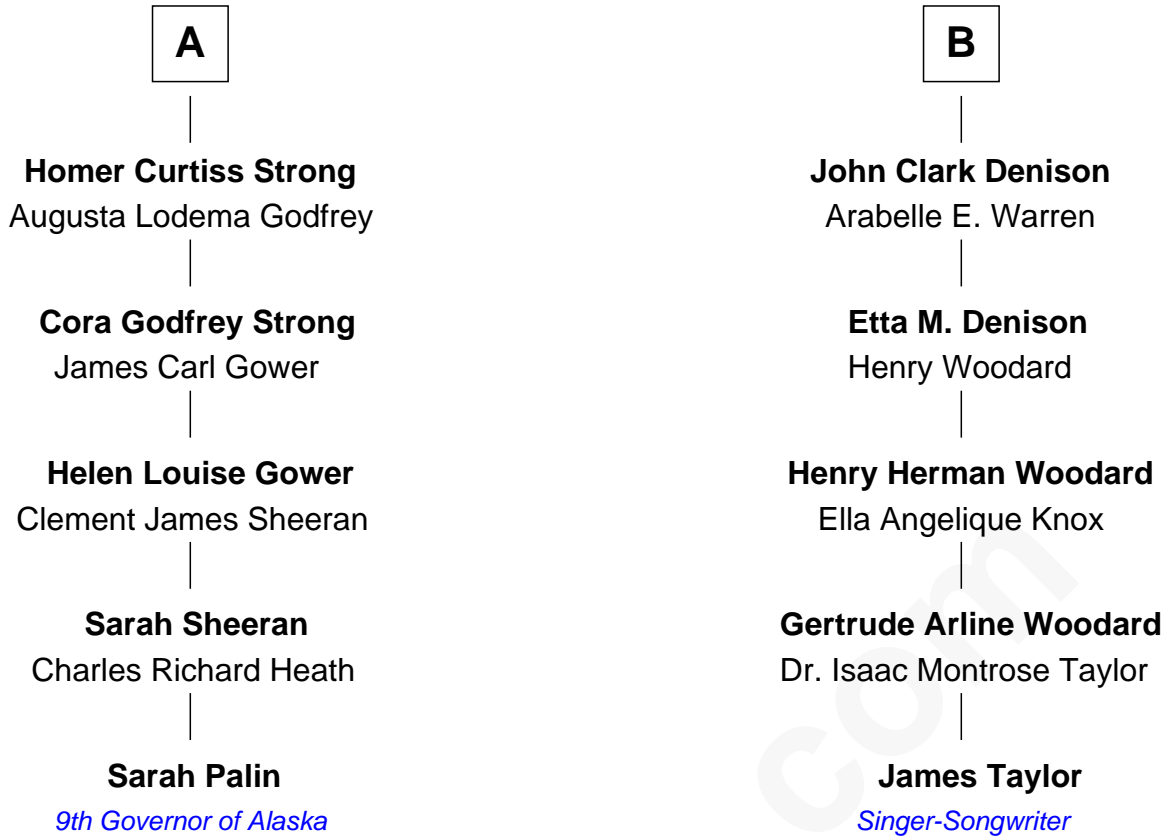 A
Homer Curtiss Strong
Augusta Lodema Godfrey
Cora Godfrey Strong
James Carl Gower
Helen Louise Gower
Clement James Sheeran
Sarah Sheeran
Charles Richard Heath
Sarah Palin
9th Governor of Alaska
B
John Clark Denison
Arabelle E. Warren
Etta M. Denison
Henry Woodard
Henry Herman Woodard
Ella Angelique Knox
Gertrude Arline Woodard
Dr. Isaac Montrose Taylor
James Taylor
Singer-Songwriter
com